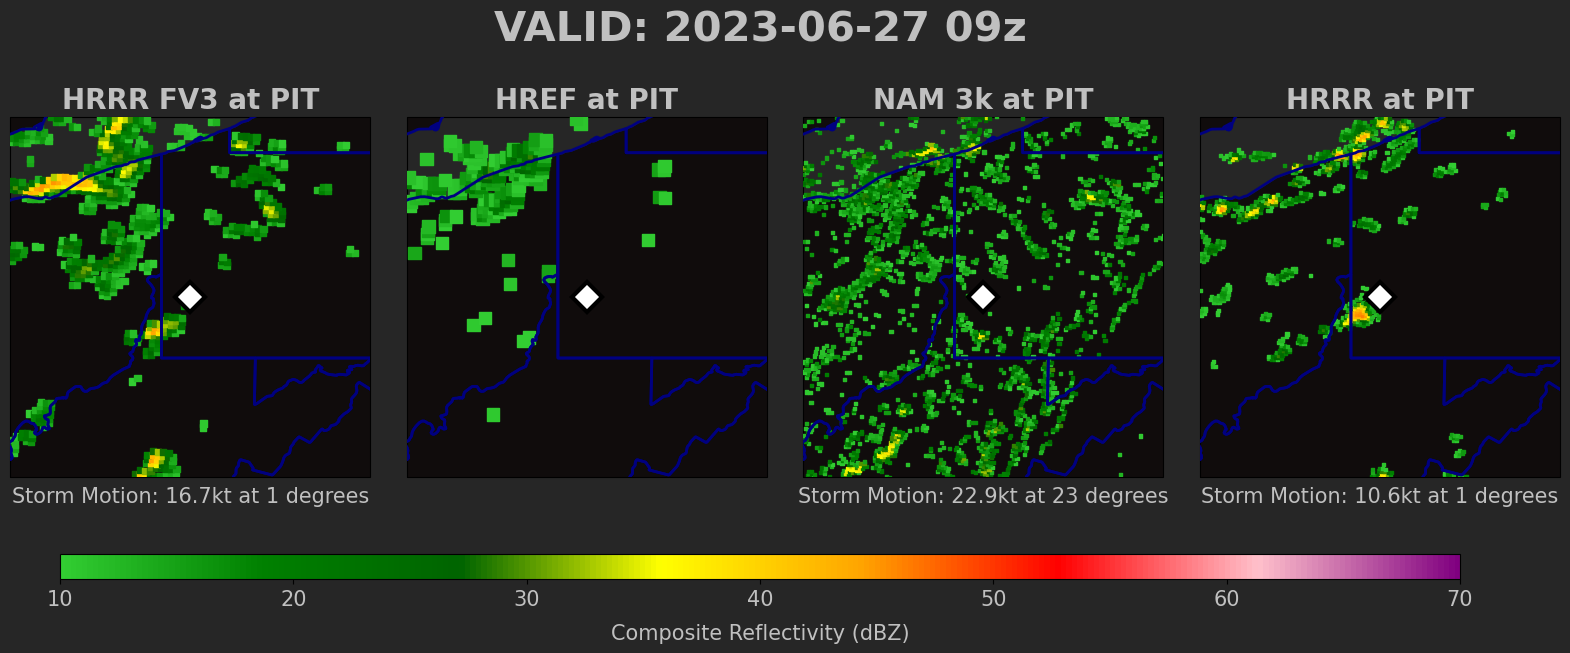 VALID: 2023-06-27 09z
HRRR FV3 at PIT
HREF at PIT
NAM 3k at PIT
HRRR at PIT
Storm Motion: 16.7kt at 1 degrees
Storm Motion: 22.9kt at 23 degrees
Storm Motion: 10.6kt at 1 degrees
10 20 30 40 50 60 70
Composite Reflectivity (dBZ)